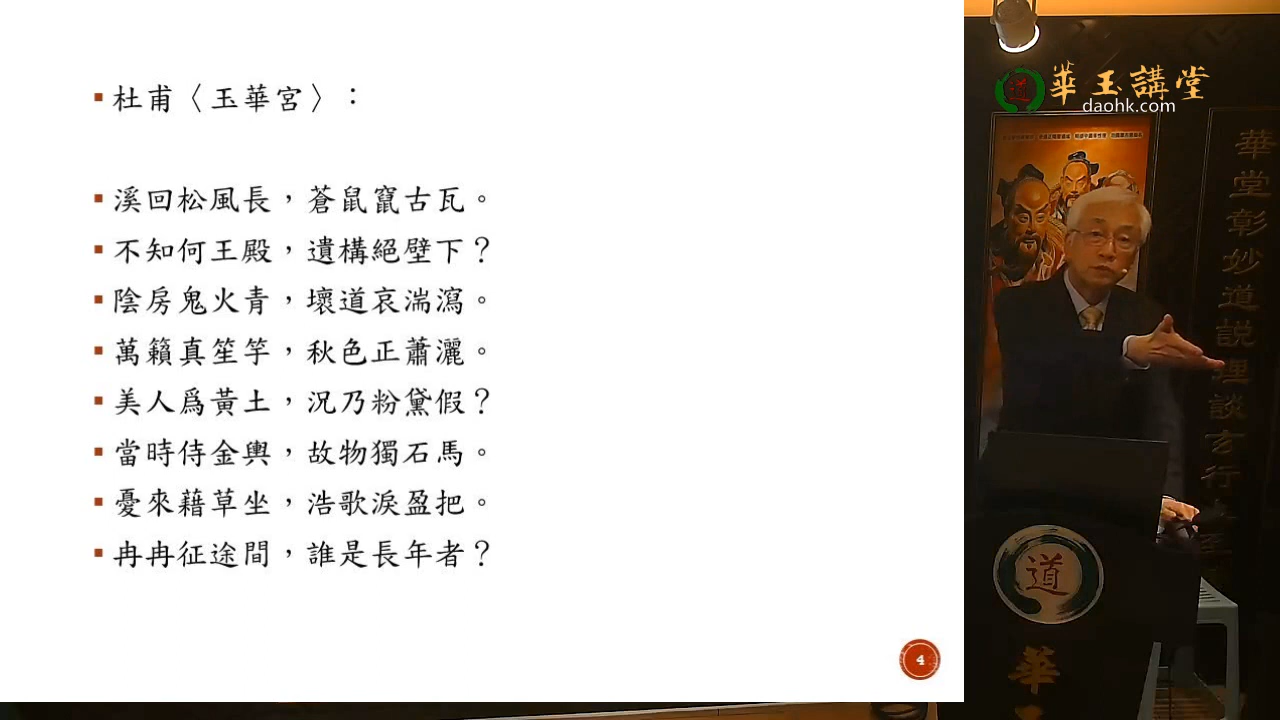 杜甫〈玉華宮〉：
溪回松風長，蒼鼠竄古瓦。
不知何王殿，遺構絕壁下？
陰房鬼火青，壞道哀湍瀉。
萬籟真笙竽，秋色正蕭灑。
美人爲黃土，況乃粉黛假？
當時侍金輿，故物獨石馬。
憂來藉草坐，浩歌淚盈把。
冉冉征途間，誰是長年者？
4
道
華玉講堂
daohk.com
華堂彰妙道說理談玄行
道
華